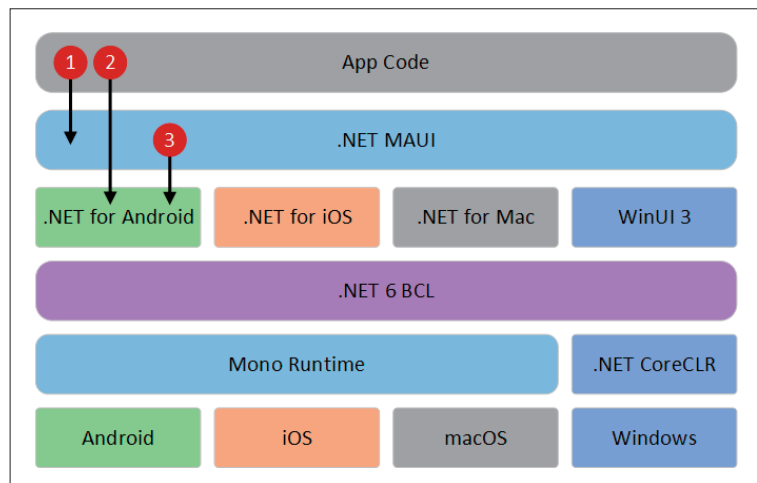 1 2 App Code
3 .NET MAUI
.NET for Android .NET for iOS .NET for Mac WinUI 3
.NET 6 BCL
Mono Runtime .NET CoreCLR
Android iOS macOS Windows